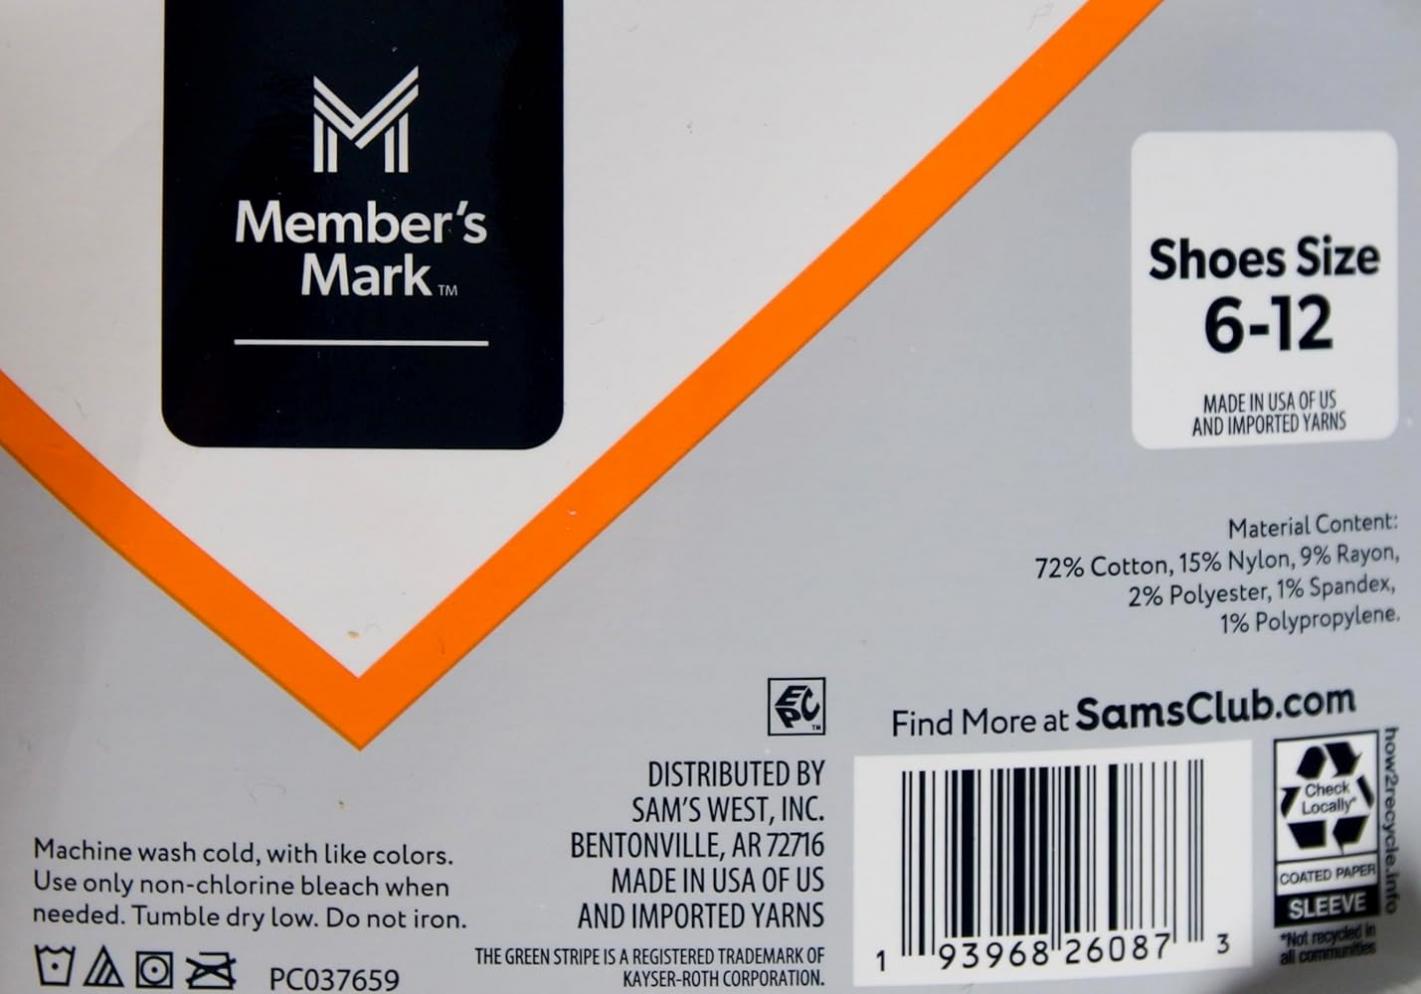 Member's
Mark™
Shoes Size
6-12
MADE IN USA OF US
AND IMPORTED YARNS
Material Content:
72% Cotton, 15% Nylon, 9% Rayon,
2% Polyester, 1% Spandex,
1% Polypropylene.
EPC™
Find More at SamsClub.com
DISTRIBUTED BY
SAM'S WEST, INC.
BENTONVILLE, AR 72716
MADE IN USA OF US
AND IMPORTED YARNS
THE GREEN STRIPE IS A REGISTERED TRADEMARK OF
KAYSER-ROTH CORPORATION.
Machine wash cold, with like colors.
Use only non-chlorine bleach when
needed. Tumble dry low. Do not iron.
PC037659
1 93968 26087 3
Check
Locally*
COATED PAPER
SLEEVE
*Not recycled in
all communities
how2recycle.info